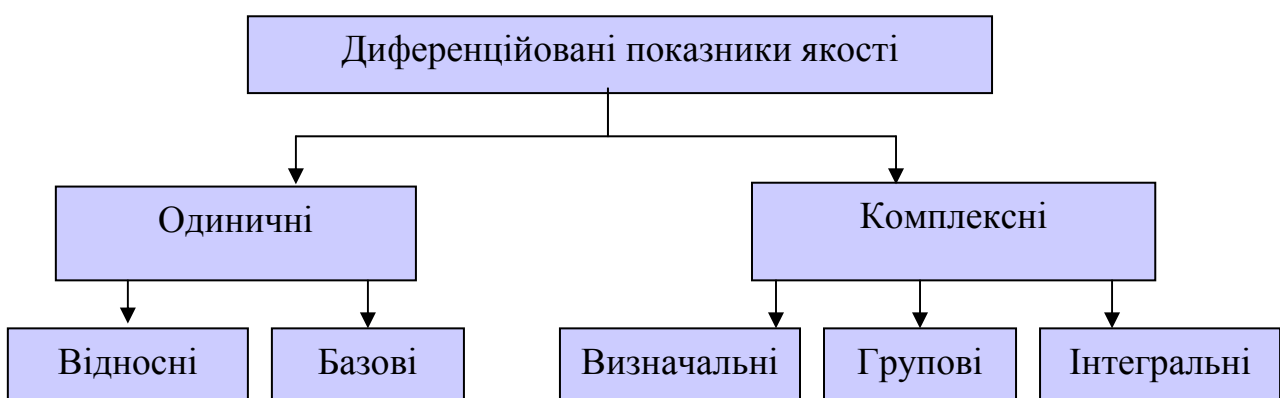 Диференційовані показники якості
Одиничні
Комплексні
Відносні
Базові
Визначальні
Групові
Інтегральні